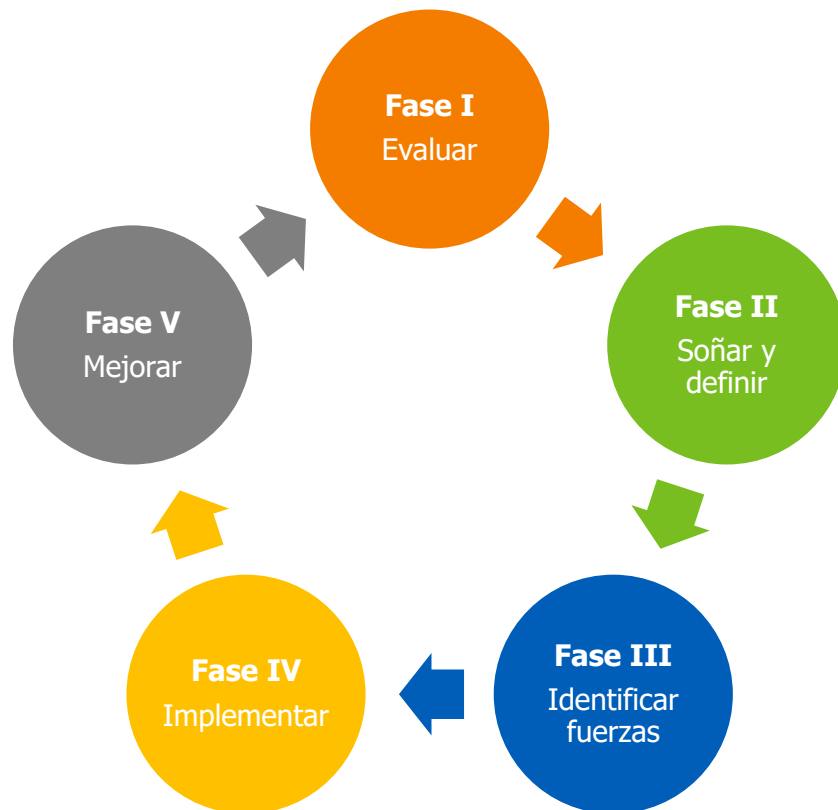 Fase I
Evaluar
Fase II
Soñar y
definir
Fase III
Identificar
fuerzas
Fase IV
Implementar
Fase V
Mejorar